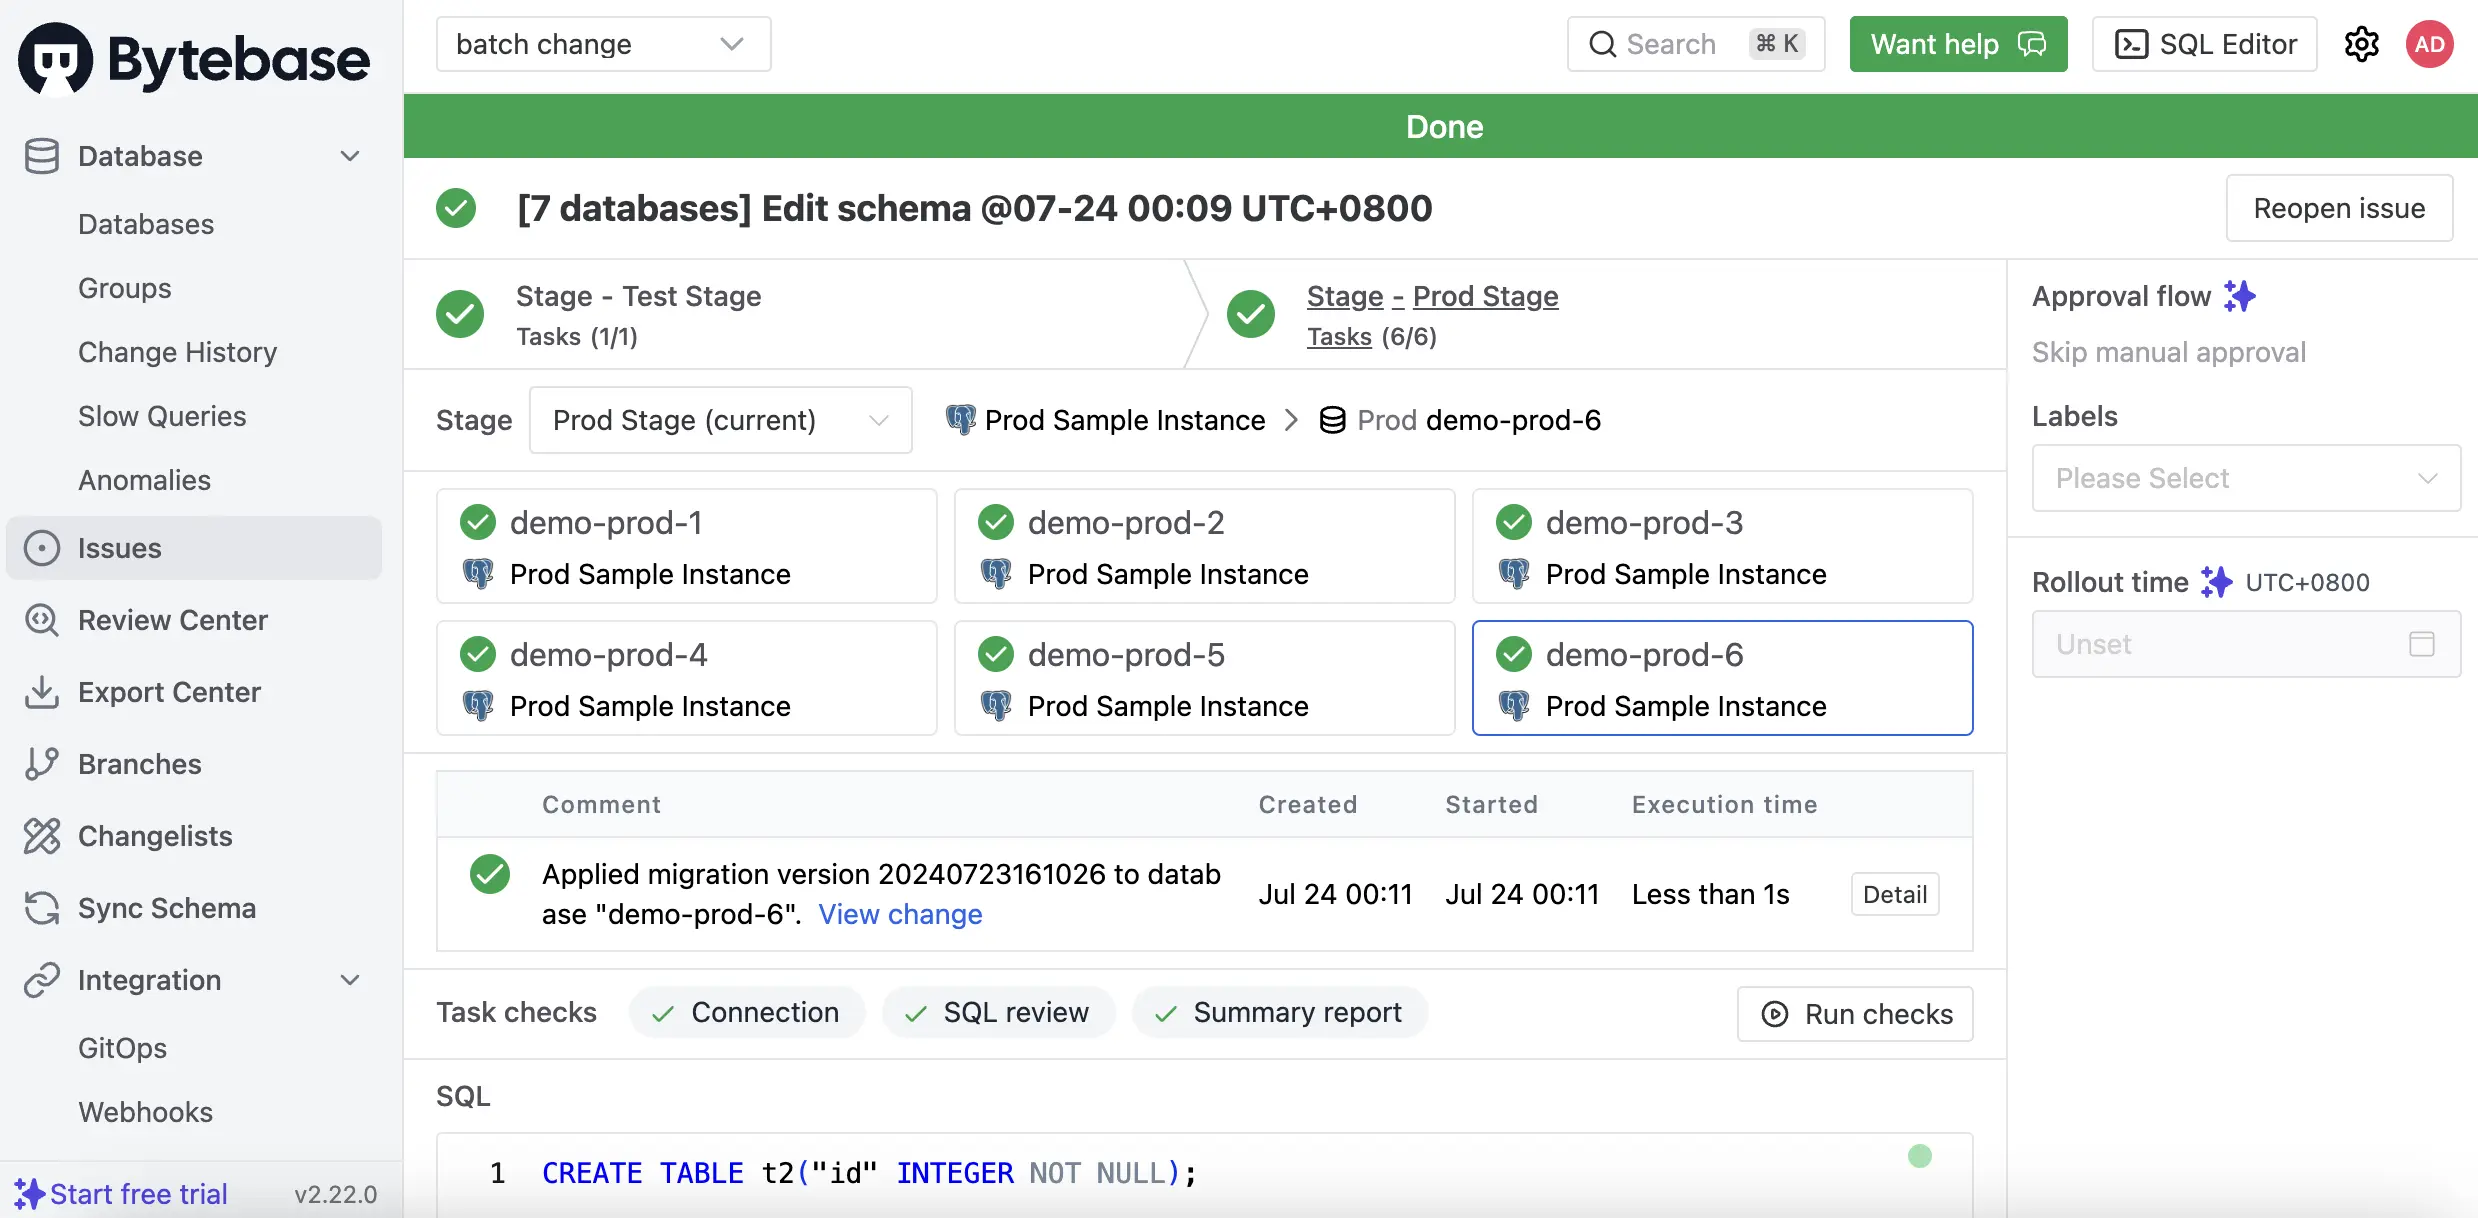 Bytebase
batch change
Search ⌘ K
Want help
SQL Editor
AD
Database
Databases
Groups
Change History
Slow Queries
Anomalies
Issues
Review Center
Export Center
Branches
Changelists
Sync Schema
Integration
GitOps
Webhooks
Start free trial
v2.22.0
Done
[7 databases] Edit schema @07-24 00:09 UTC+0800
Reopen issue
Stage - Test Stage
Tasks (1/1)
Stage - Prod Stage
Tasks (6/6)
Stage Prod Stage (current) Prod Sample Instance > Prod demo-prod-6
demo-prod-1
Prod Sample Instance
demo-prod-2
Prod Sample Instance
demo-prod-3
Prod Sample Instance
demo-prod-4
Prod Sample Instance
demo-prod-5
Prod Sample Instance
demo-prod-6
Prod Sample Instance
Comment Created Started Execution time
Applied migration version 20240723161026 to datab
ase "demo-prod-6". View change
Jul 24 00:11 Jul 24 00:11 Less than 1s Detail
Task checks Connection SQL review Summary report Run checks
SQL
1 CREATE TABLE t2("id" INTEGER NOT NULL);
Approval flow
Skip manual approval
Labels
Please Select
Rollout time UTC+0800
Unset